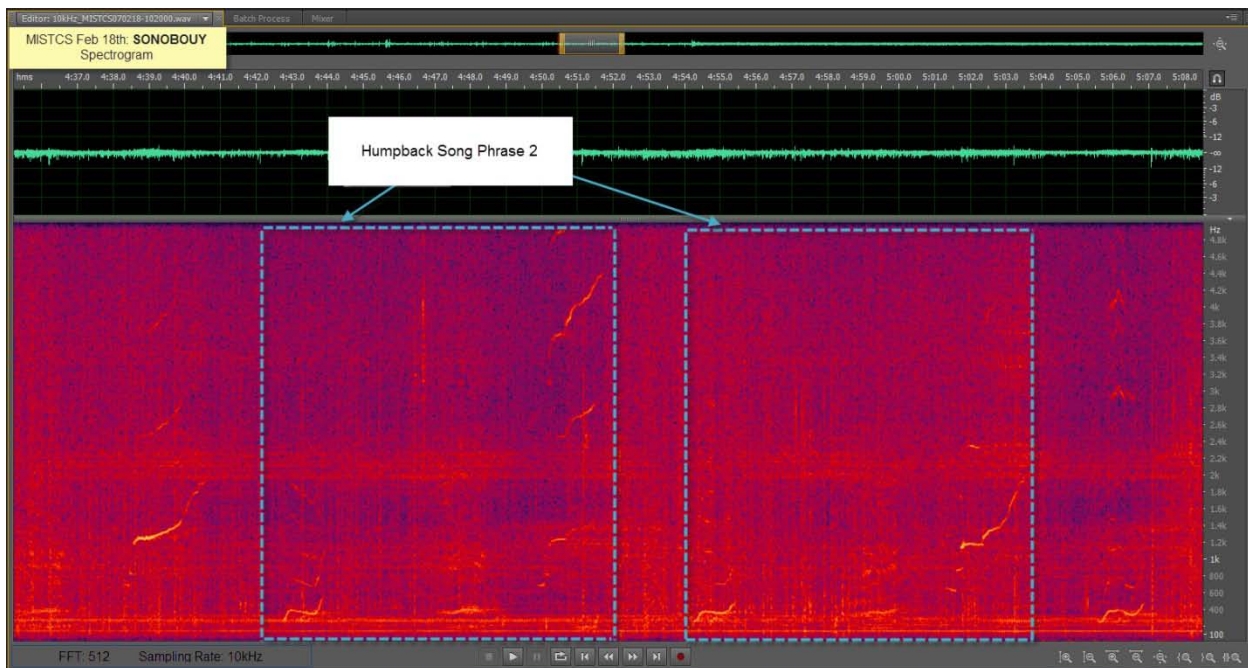 Editor: 10kHz_MISTCS070218-102000.wav Batch Process Mixer
MISTCS Feb 18th: SONOBOUY
Spectrogram
hms 4:37.0 4:38.0 4:39.0 4:40.0 4:41.0 4:42.0 4:43.0 4:44.0 4:45.0 4:46.0 4:47.0 4:48.0 4:49.0 4:50.0 4:51.0 4:52.0 4:53.0 4:54.0 4:55.0 4:56.0 4:57.0 4:58.0 4:59.0 5:00.0 5:01.0 5:02.0 5:03.0 5:04.0 5:05.0 5:06.0 5:07.0 5:08.0
dB
-3
-6
-12
-∞
-12
-6
-3
Humpback Song Phrase 2
Hz
4.8k
4.6k
4.4k
4.2k
4k
3.8k
3.6k
3.4k
3.2k
3k
2.8k
2.6k
2.4k
2.2k
2k
1.8k
1.6k
1.4k
1.2k
1k
800
600
400
100
FFT: 512 Sampling Rate: 10kHz